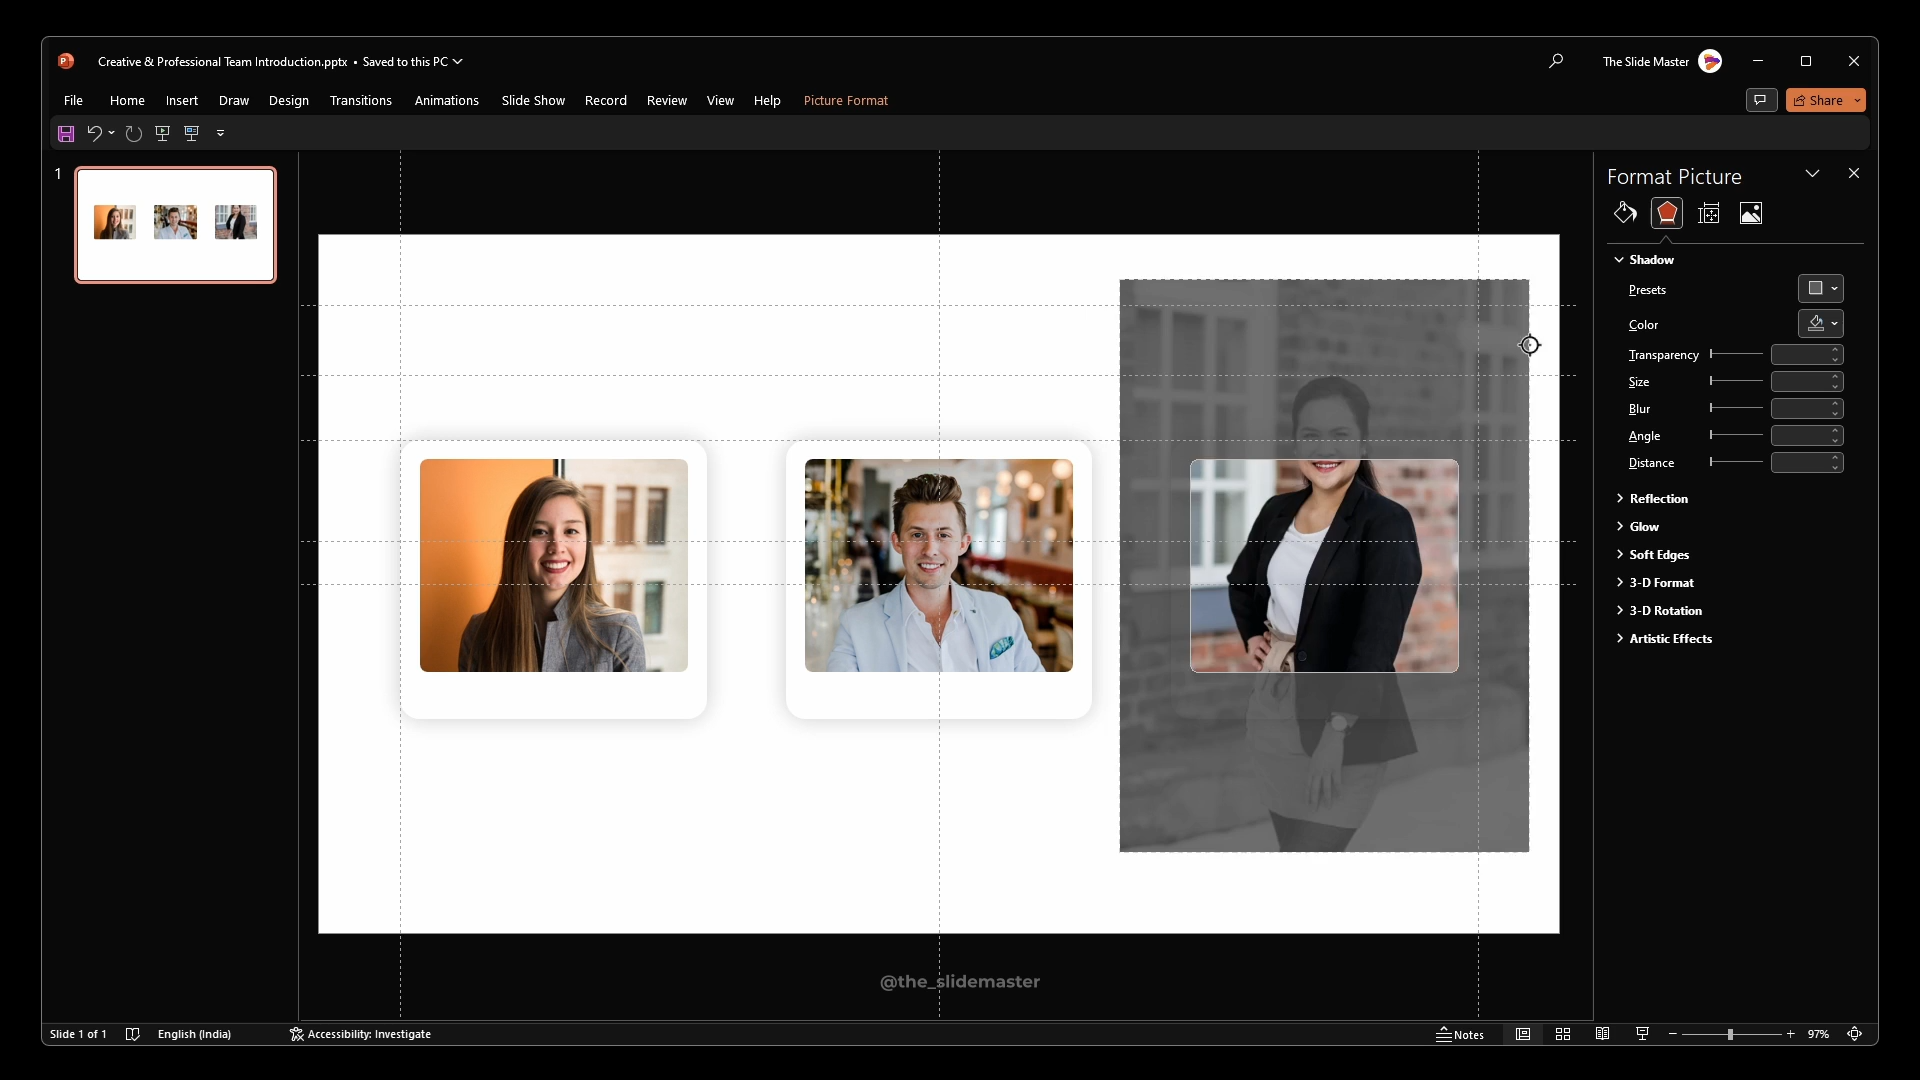 Creative & Professional Team Introduction.pptx • Saved to this PC
The Slide Master
File Home Insert Draw Design Transitions Animations Slide Show Record Review View Help Picture Format
Share
1
Format Picture
Shadow
Presets
Color
Transparency
Size
Blur
Angle
Distance
Reflection
Glow
Soft Edges
3-D Format
3-D Rotation
Artistic Effects
@the_slidemaster
Slide 1 of 1 English (India) Accessibility: Investigate Notes 97%